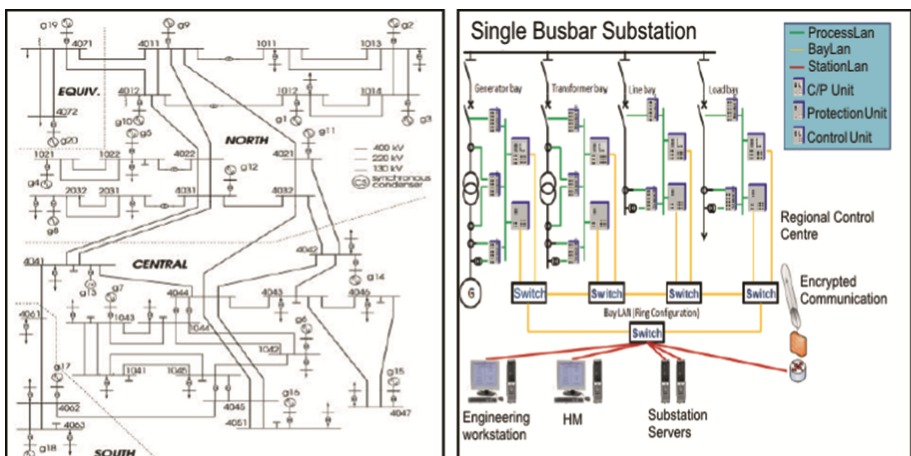 g19
g9
g2
4071
4011
1011
1013
EQUIV.
4012
1012
1014
4072
g10
g1
g3
g5
NORTH
g11
g20
400 kV
220 kV
130 kV
synchronous
condenser
1021
1022
4022
4021
g12
g4
2032
2031
4031
4032
g8
4042
4041
CENTRAL
g14
g13
g7
4044
4043
4046
4061
1043
1044
g6
1042
g17
1041
1045
g16
g15
4062
4045
4051
4047
4063
g18
SOUTH
Single Busbar Substation
ProcessLan
BayLan
StationLan
C/P Unit
Protection Unit
Control Unit
Generator bay
Transformer bay
Line bay
Load bay
Regional Control
Centre
Encrypted
Communication
G
Switch
Switch
Switch
Switch
Bay LAN (Ring Configuration)
Switch
Engineering
workstation
HM
Substation
Servers